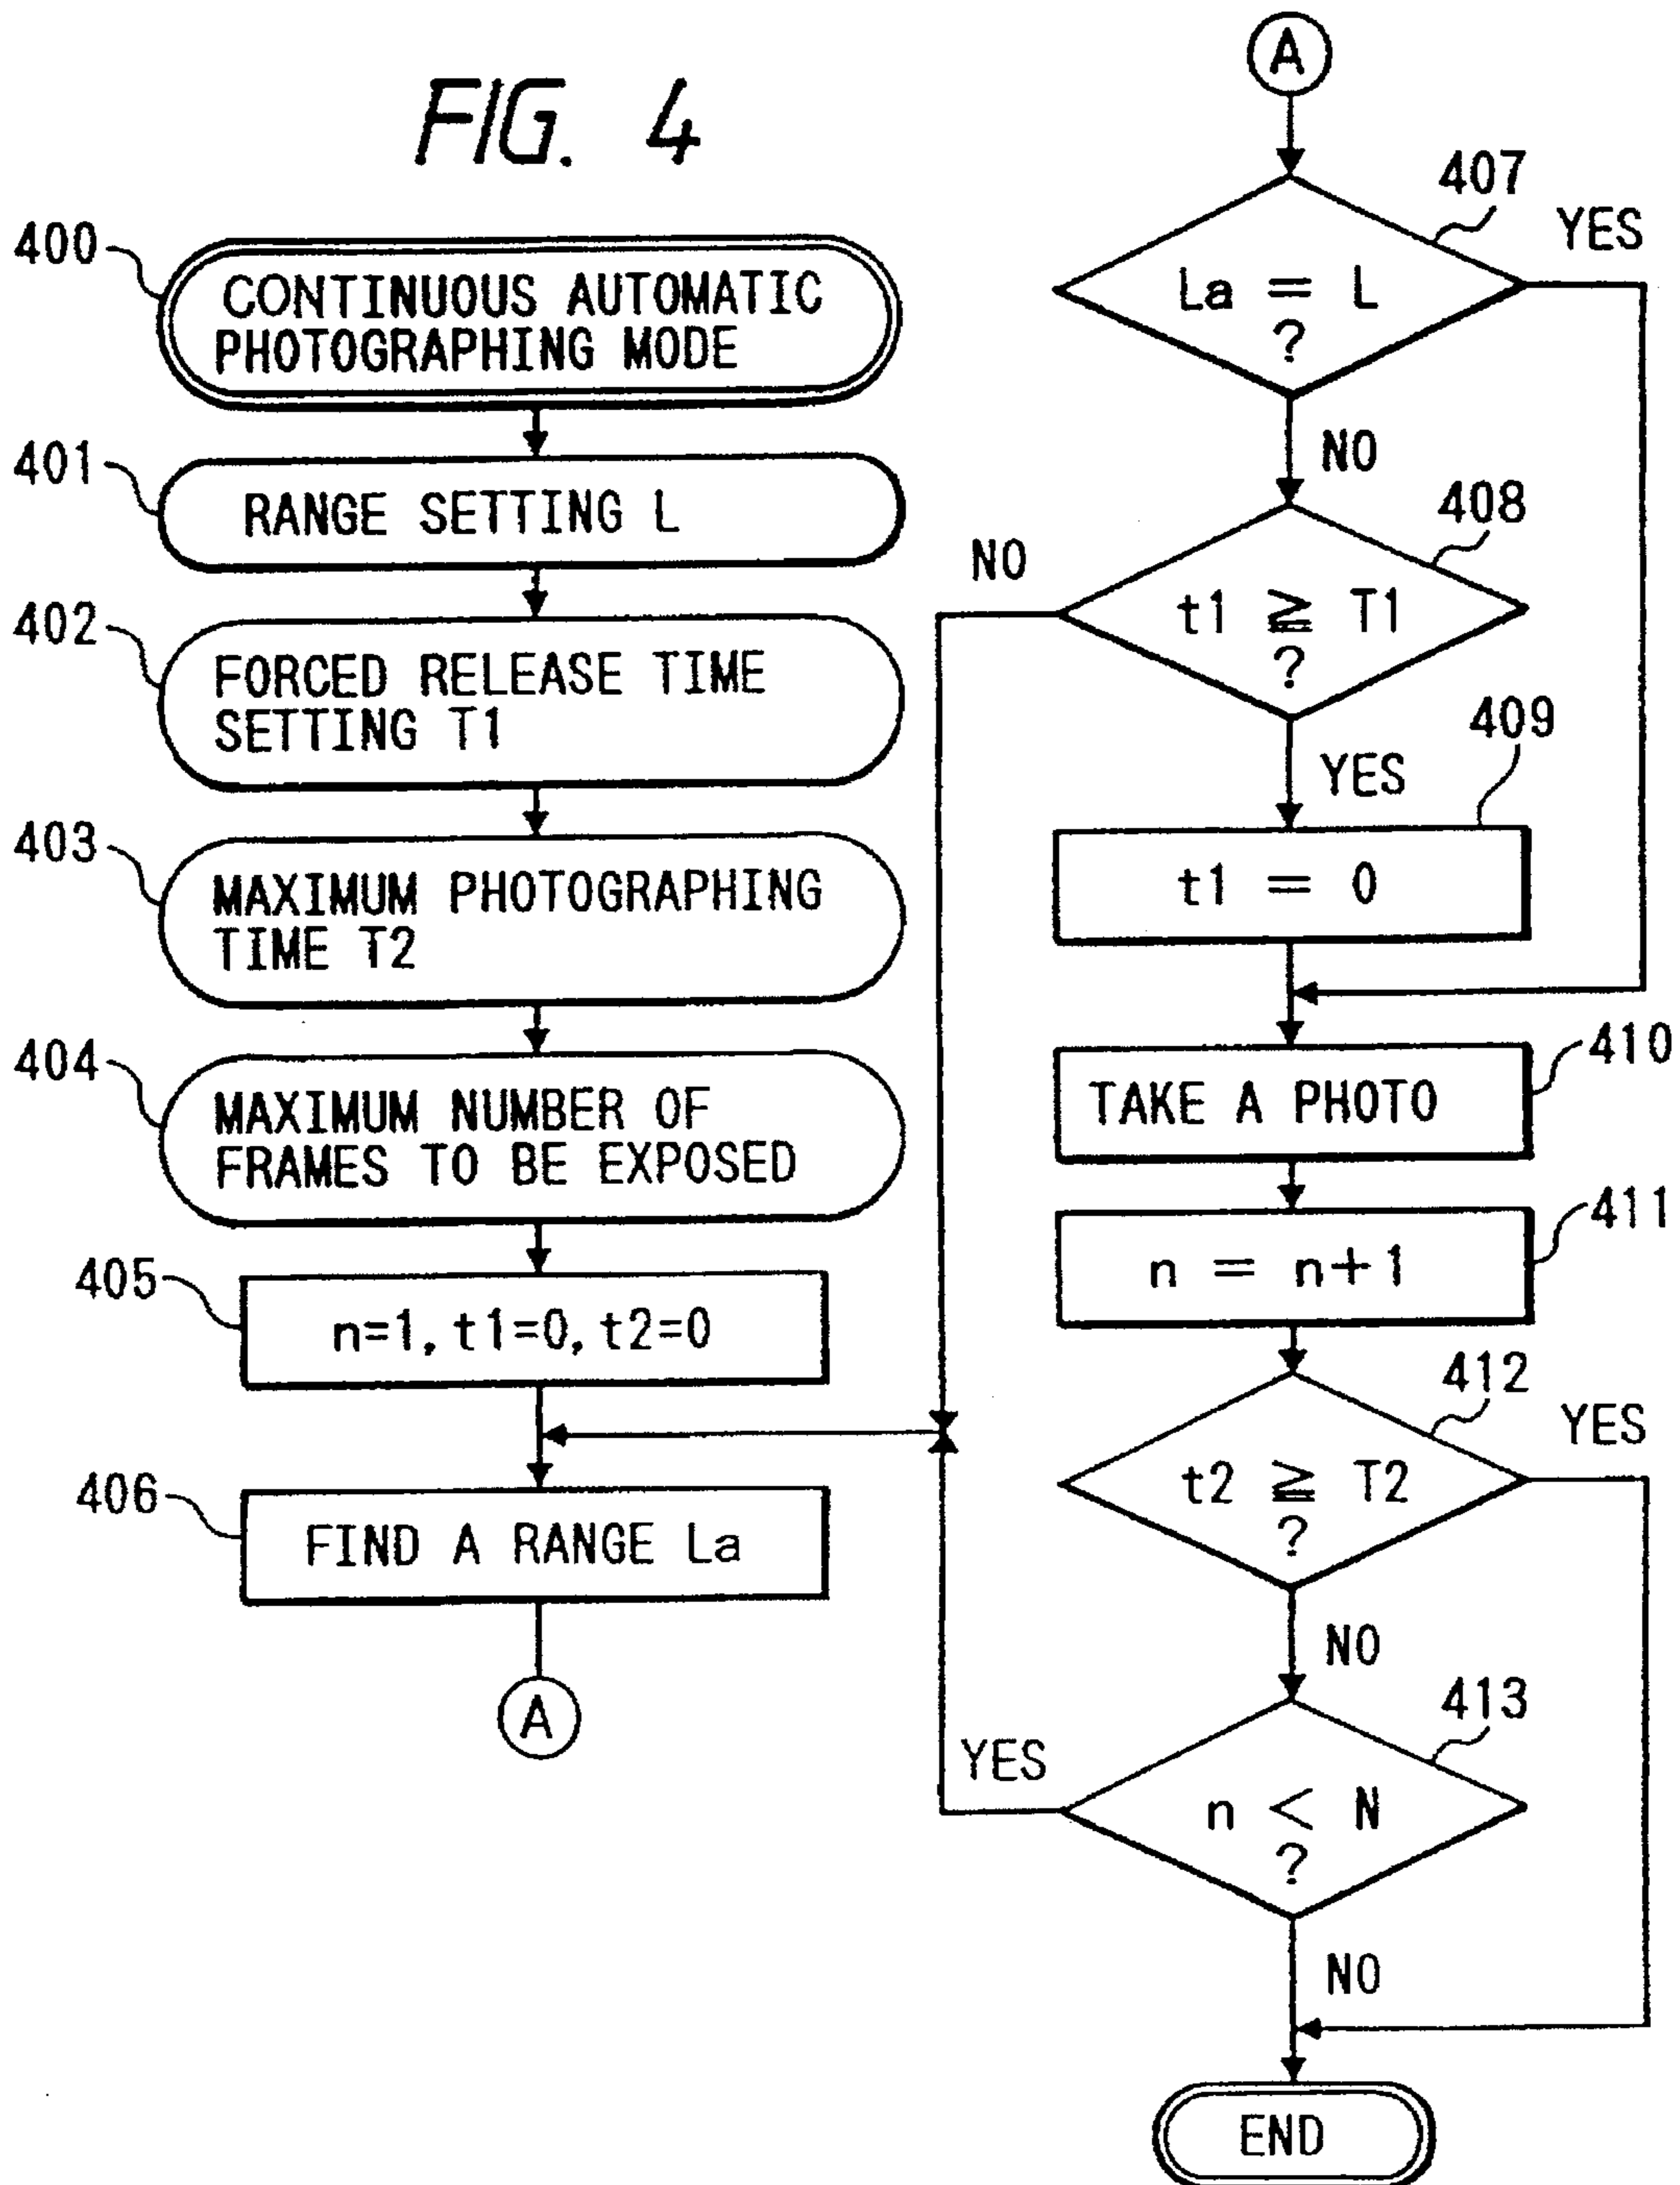 FIG. 4
400
CONTINUOUS AUTOMATIC
PHOTOGRAPHING MODE
401
RANGE SETTING L
402
FORCED RELEASE TIME
SETTING T1
403
MAXIMUM PHOTOGRAPHING
TIME T2
404
MAXIMUM NUMBER OF
FRAMES TO BE EXPOSED
405
n=1, t1=0, t2=0
406
FIND A RANGE La
A
A
407
YES
La = L
?
NO
408
NO
t1 ≧ T1
?
YES
409
t1 = 0
410
TAKE A PHOTO
411
n = n+1
412
YES
t2 ≧ T2
?
NO
413
YES
n < N
?
NO
END